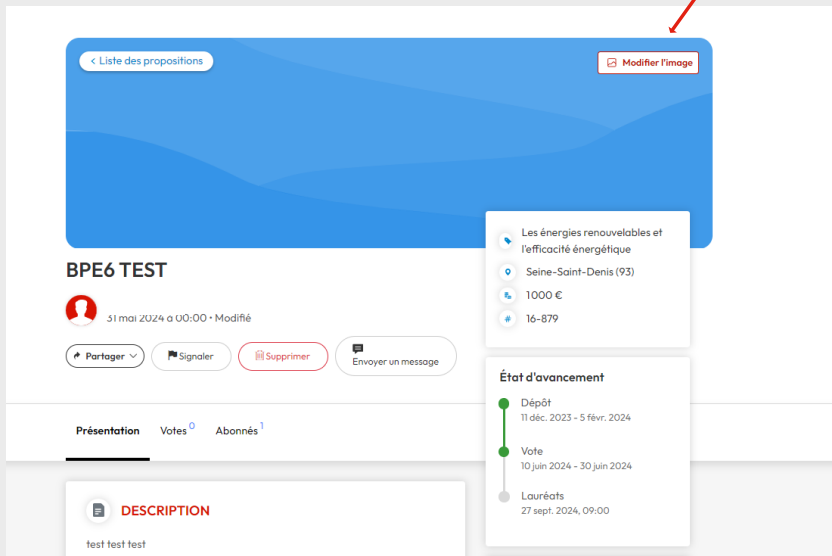 < Liste des propositions
Modifier l'image
Les énergies renouvelables et
l'efficacité énergétique
Seine-Saint-Denis (93)
1000 €
# 16-879
BPE6 TEST
31 mai 2024 à 00:00 • Modifié
Partager
Signaler
Supprimer
Envoyer un message
État d'avancement
Dépôt
11 déc. 2023 - 5 févr. 2024
Vote
10 juin 2024 - 30 juin 2024
Lauréats
27 sept. 2024, 09:00
Présentation Votes 0 Abonnés 1
DESCRIPTION
test test test